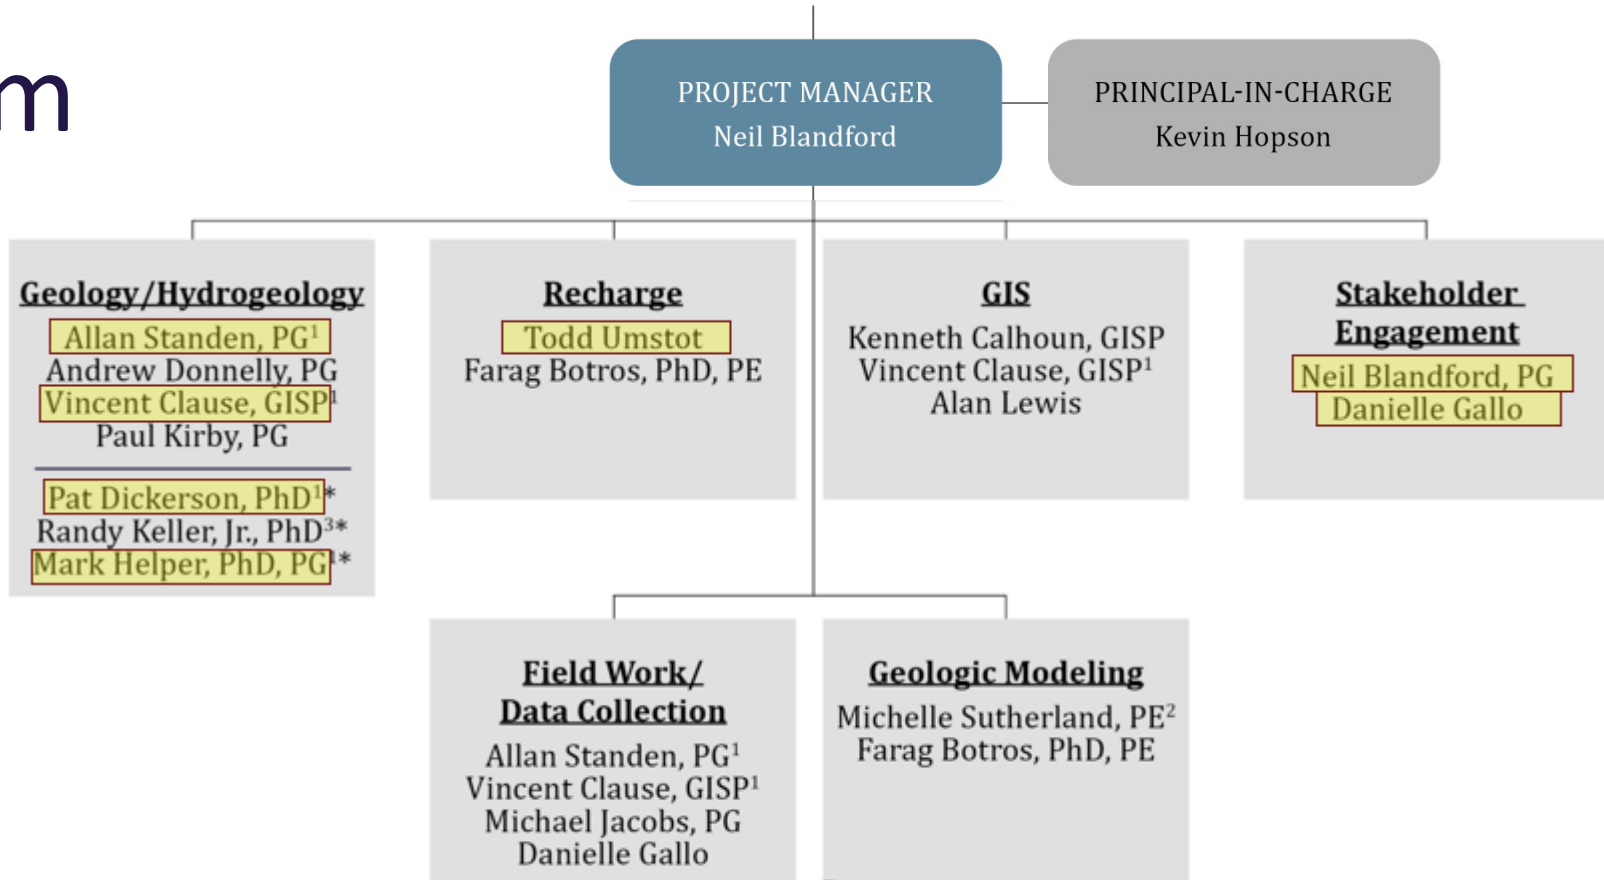 m
PROJECT MANAGER
Neil Blandford
PRINCIPAL-IN-CHARGE
Kevin Hopson
Geology/Hydrogeology
Allan Standen, PG¹
Andrew Donnelly, PG
Vincent Clause, GISP¹
Paul Kirby, PG
Pat Dickerson, PhD¹*
Randy Keller, Jr., PhD³*
Mark Helper, PhD, PG¹*
Recharge
Todd Umstot
Farag Botros, PhD, PE
GIS
Kenneth Calhoun, GISP
Vincent Clause, GISP¹
Alan Lewis
Stakeholder
Engagement
Neil Blandford, PG
Danielle Gallo
Field Work/
Data Collection
Allan Standen, PG¹
Vincent Clause, GISP¹
Michael Jacobs, PG
Danielle Gallo
Geologic Modeling
Michelle Sutherland, PE²
Farag Botros, PhD, PE